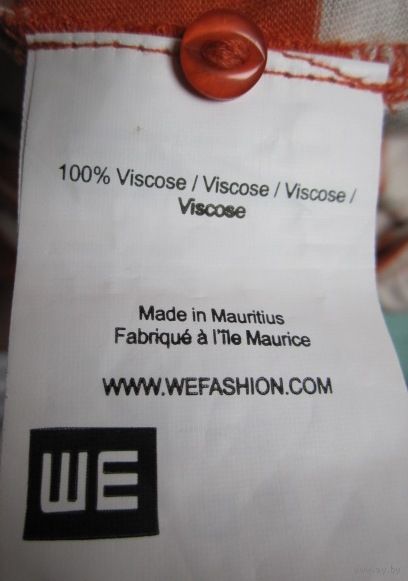 100% Viscose / Viscose / Viscose /
Viscose
Made in Mauritius
Fabriqué à l'île Maurice
WWW.WEFASHION.COM
WE